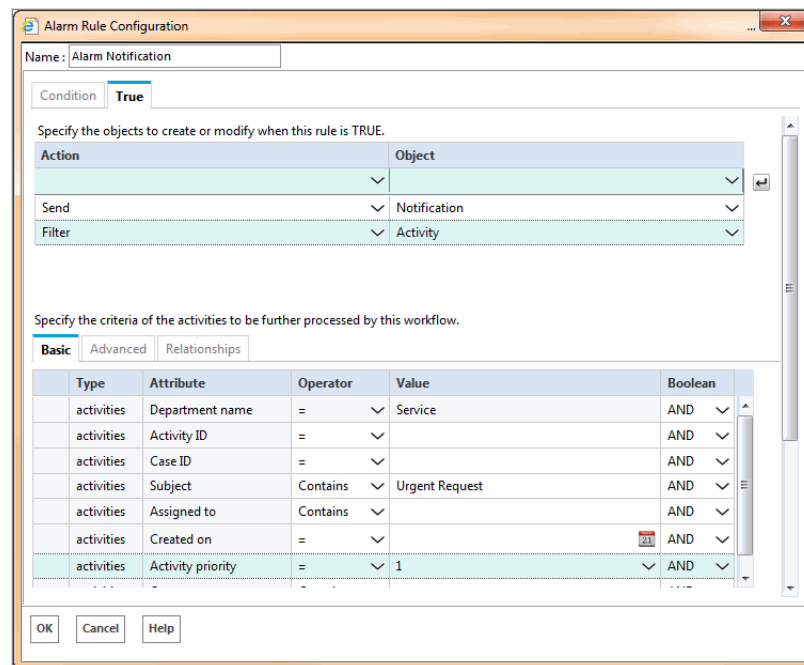 Alarm Rule Configuration
...
x
Name : Alarm Notification
Condition True
Specify the objects to create or modify when this rule is TRUE.
Action Object
Send Notification
Filter Activity
Specify the criteria of the activities to be further processed by this workflow.
Basic Advanced Relationships
Type Attribute Operator Value Boolean
activities Department name = Service AND
activities Activity ID = AND
activities Case ID = AND
activities Subject Contains Urgent Request AND
activities Assigned to Contains AND
activities Created on = 21 AND
activities Activity priority = 1 AND
OK Cancel Help